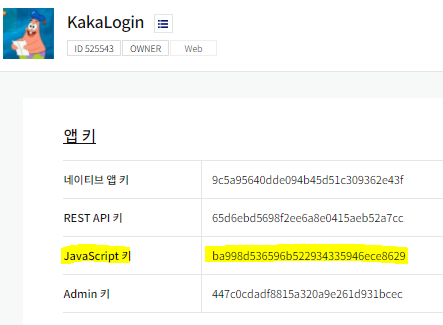 KakaLogin
ID 525543 OWNER Web
앱 키
네이티브 앱 키 9c5a95640dde094b45d51c309362e43f
REST API 키 65d6ebd5698f2ee6a8e0415aeb52a7cc
JavaScript 키 ba998d536596b522934335946ece8629
Admin 키 447c0cdadf8815a320a9e261d931bcec